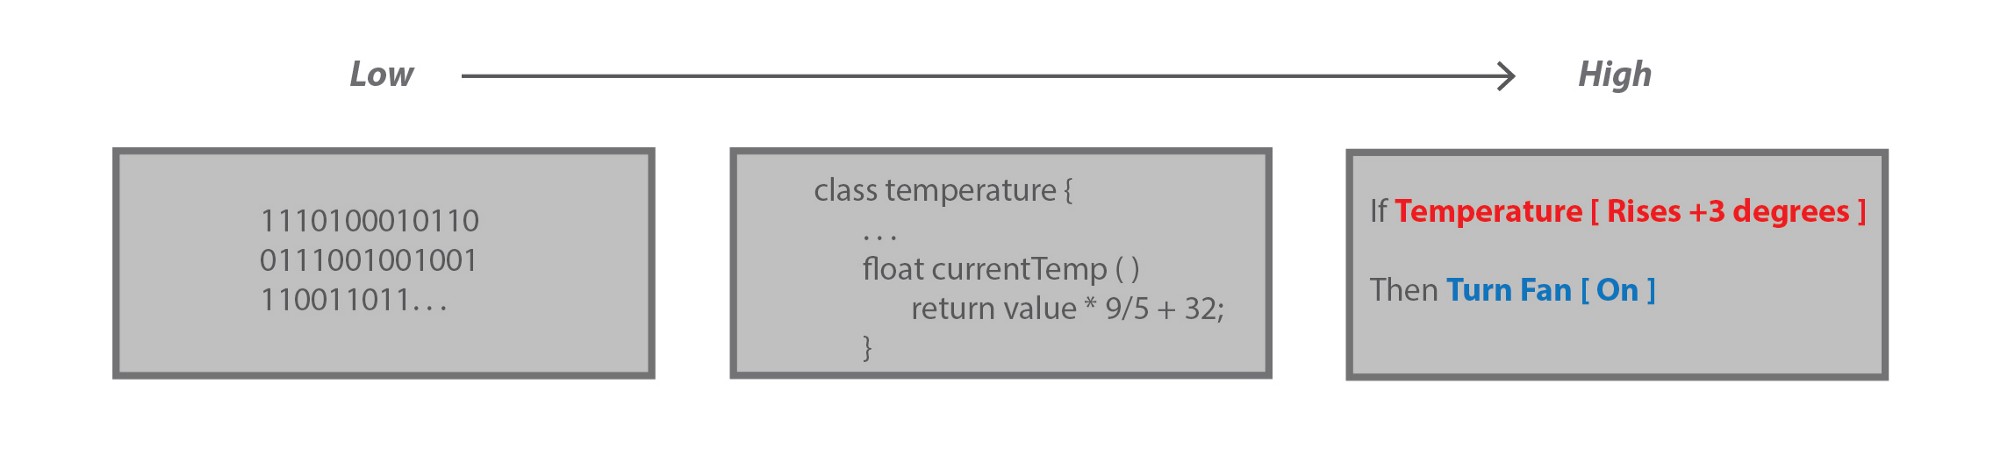 Low
High
1110100010110
0111001001001
110011011. . .
class temperature {
. . .
float currentTemp ( )
return value * 9/5 + 32;
}
If Temperature [ Rises +3 degrees ]
Then Turn Fan [ On ]